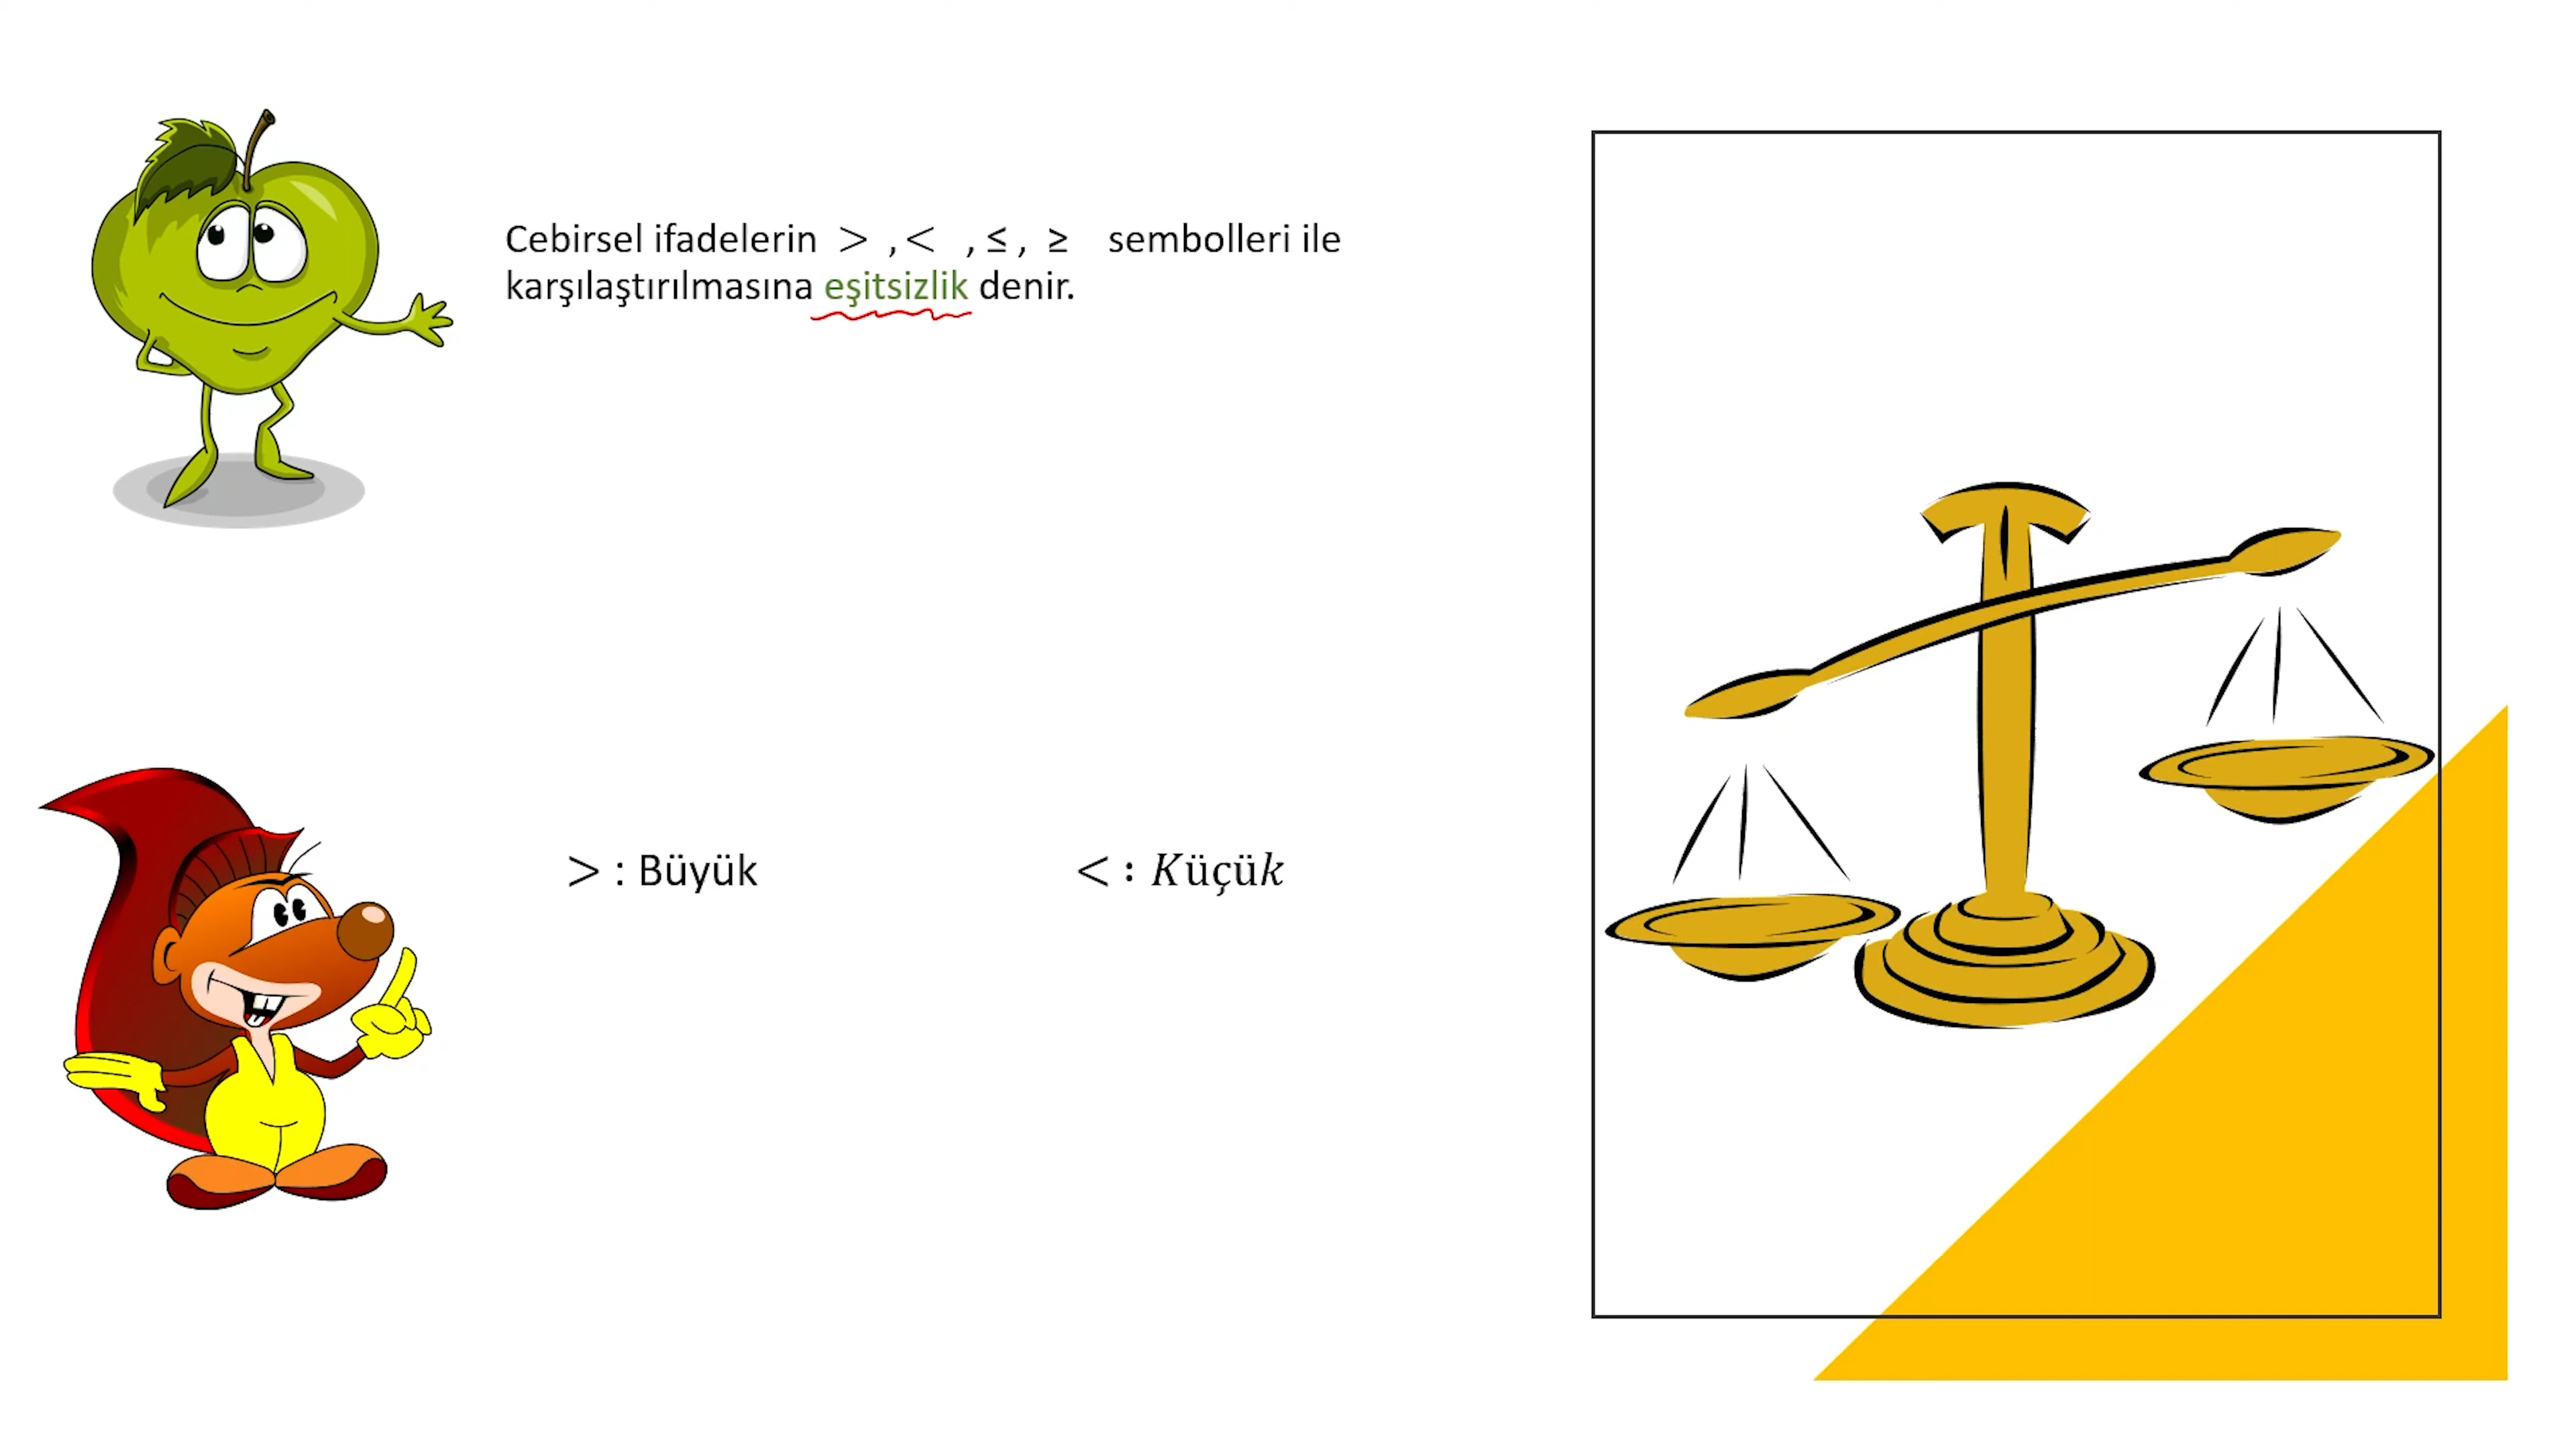 Cebirsel ifadelerin > , < , ≤ , ≥ sembolleri ile
karşılaştırılmasına eşitsizlik denir.
> : Büyük
< : Küçük